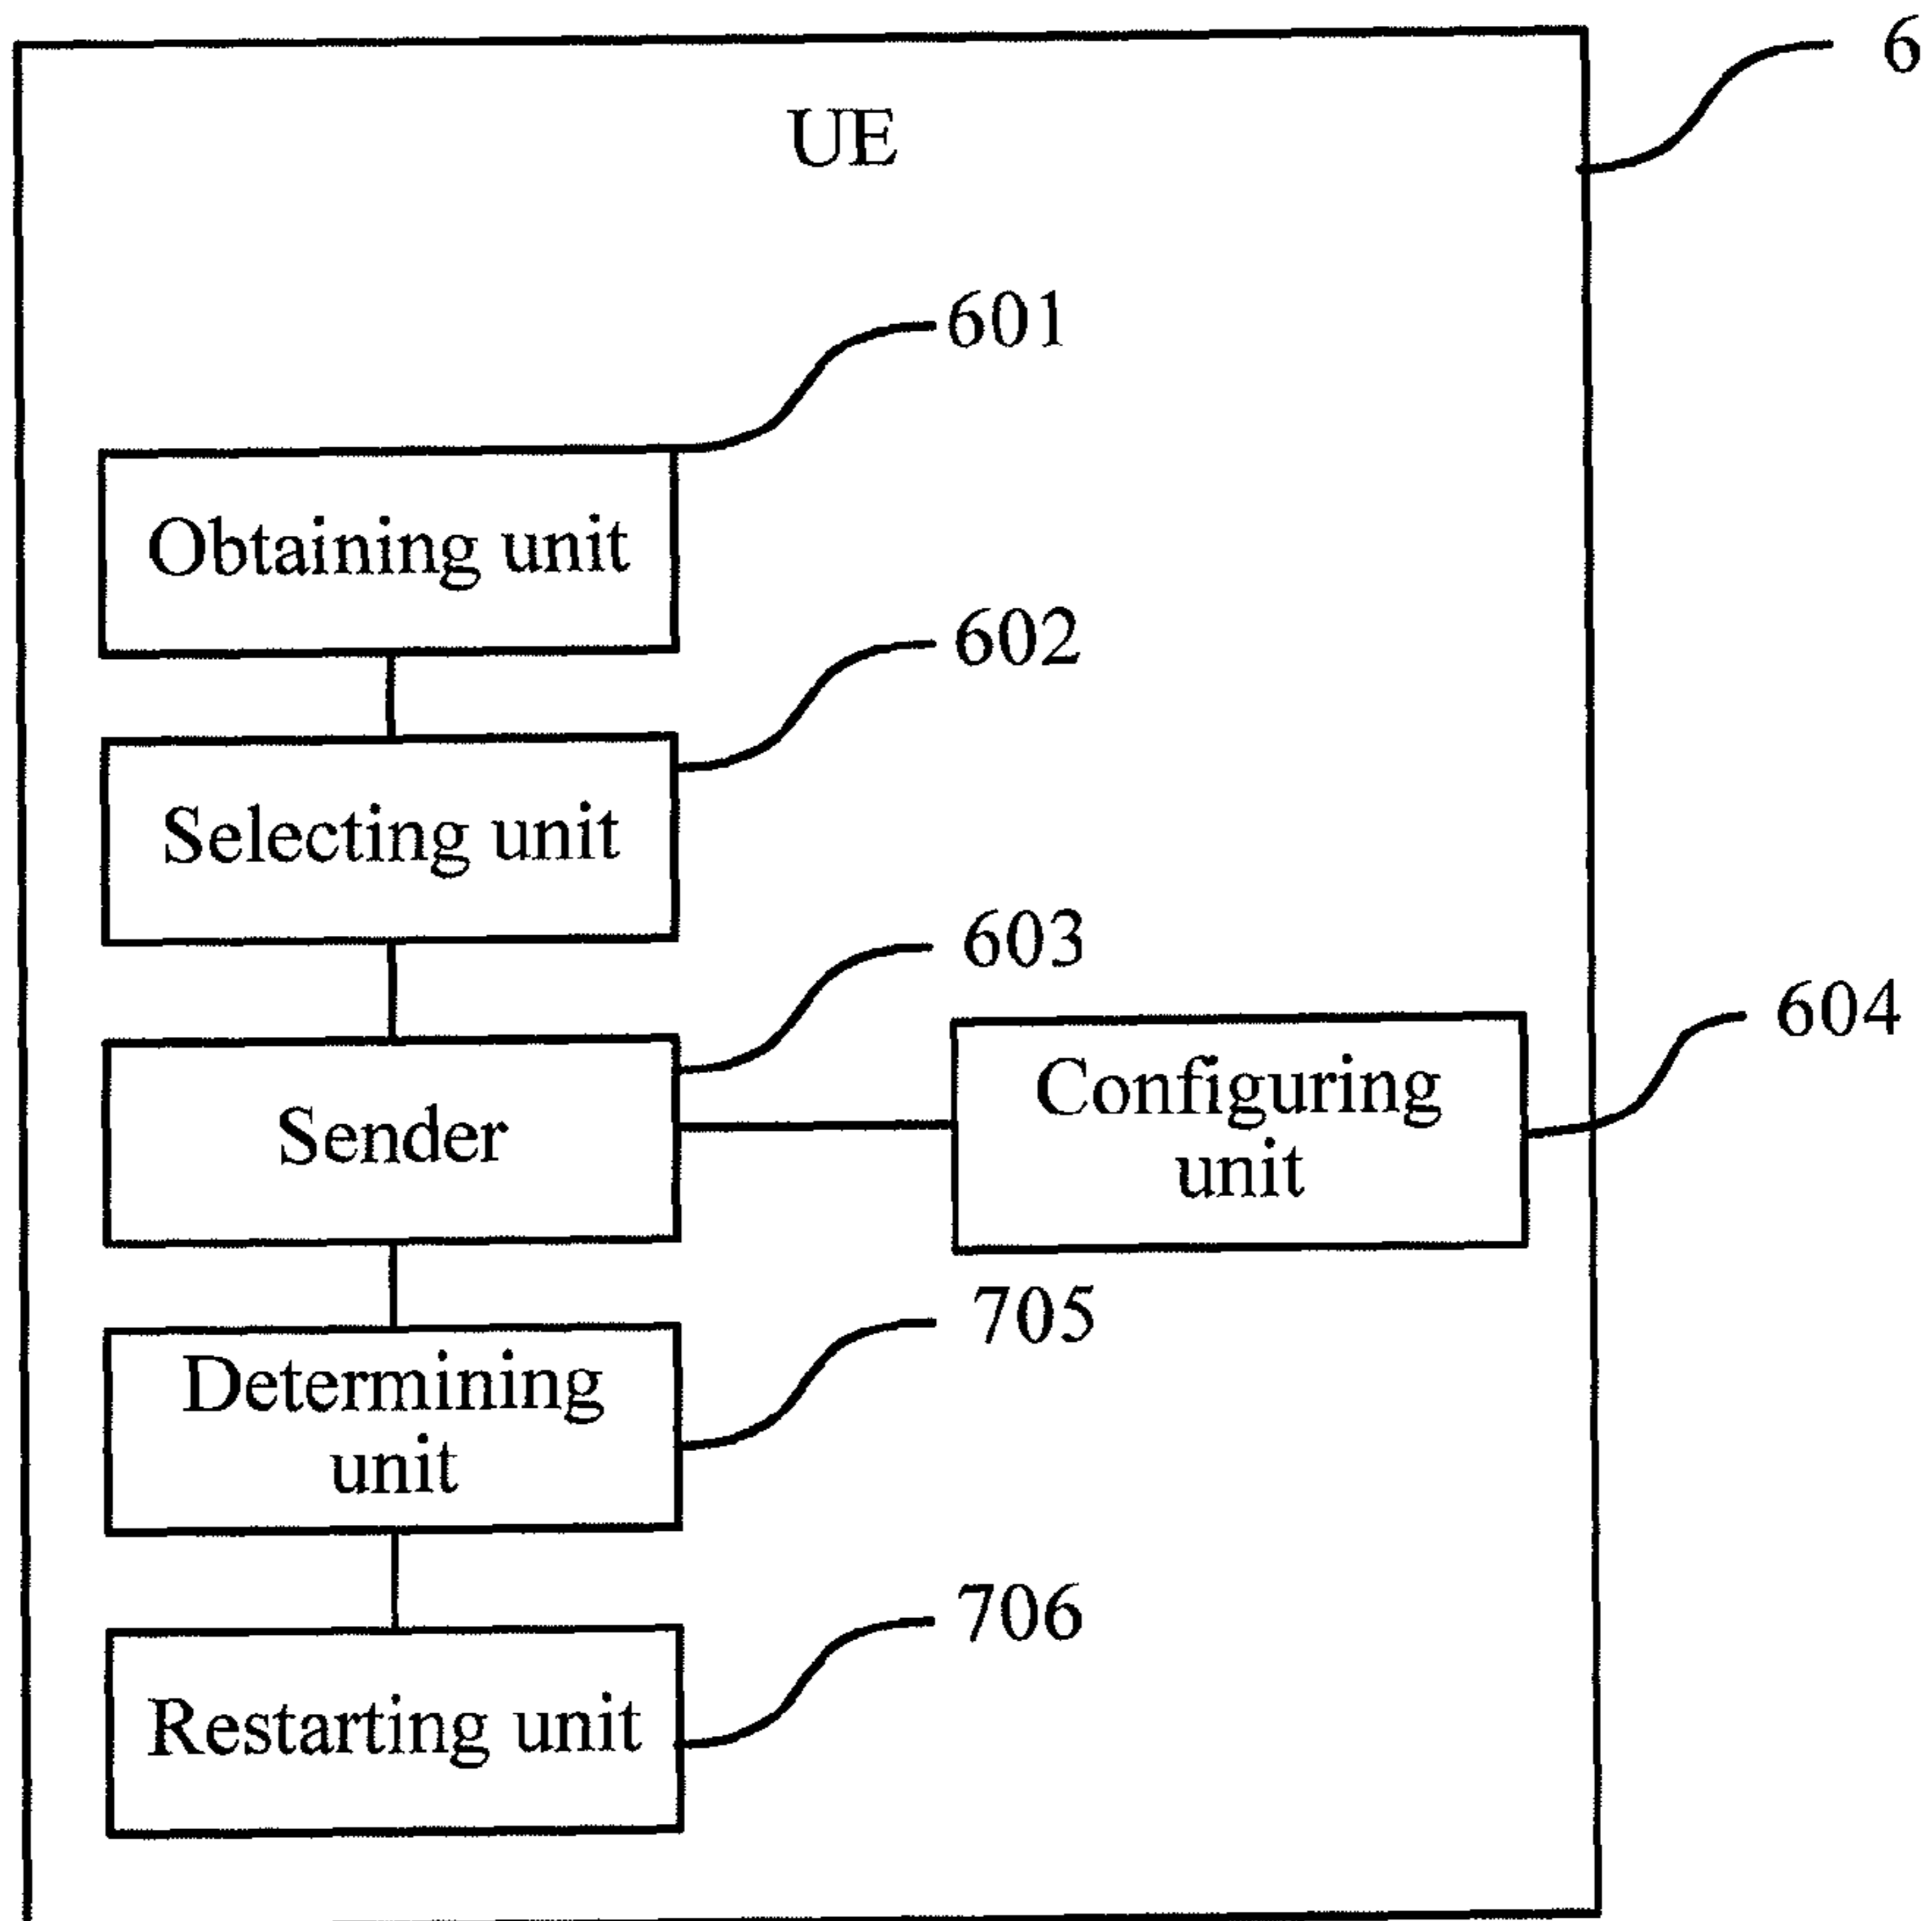 6
UE
601
Obtaining unit
602
Selecting unit
603
604
Sender
Configuring
unit
705
Determining
unit
706
Restarting unit